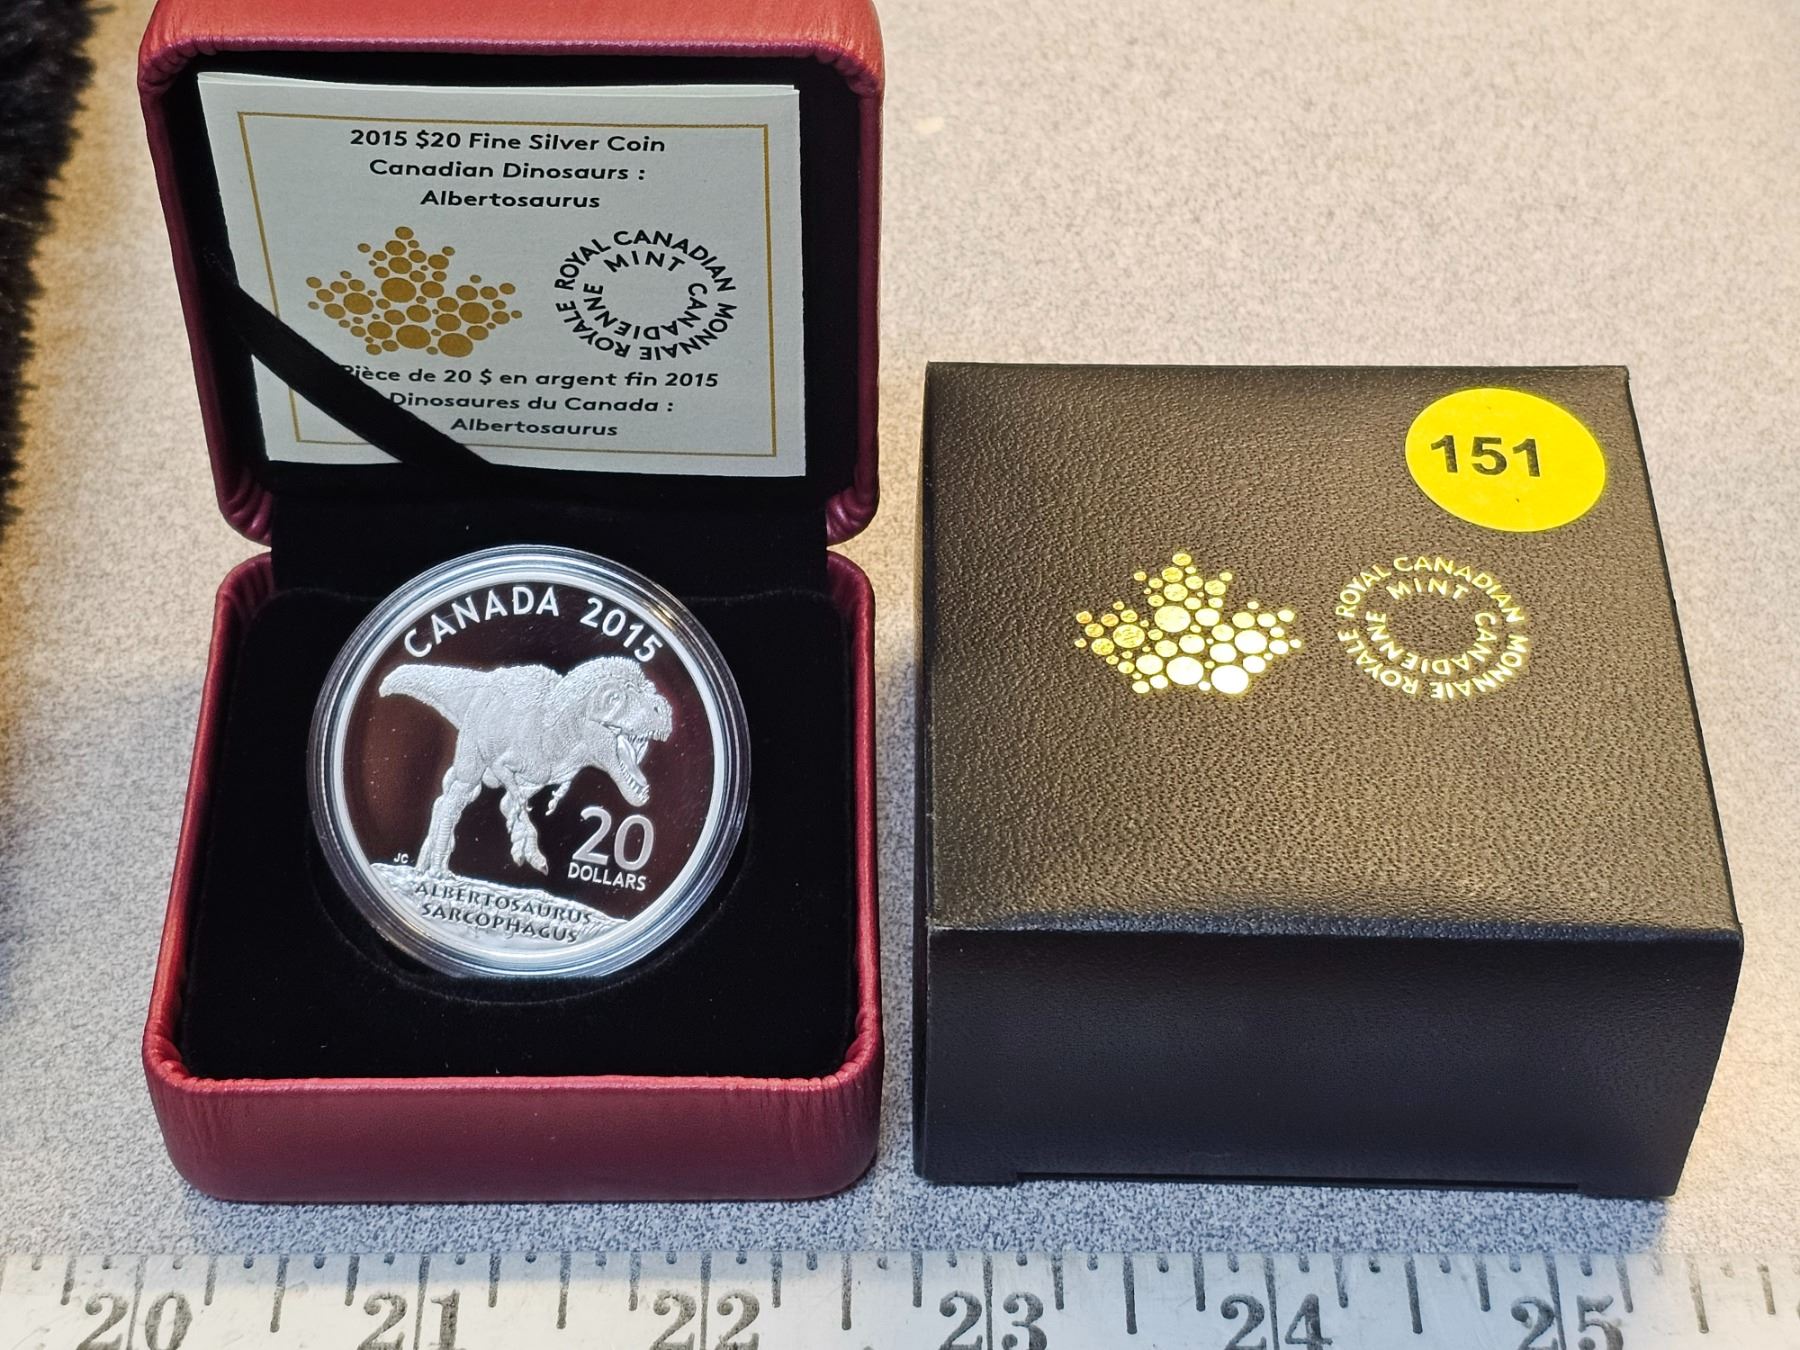 2015 $20 Fine Silver Coin
Canadian Dinosaurs :
Albertosaurus
ROYAL CANADIAN MINT
MONNAIE ROYALE CANADIENNE
Pièce de 20 $ en argent fin 2015
Dinosaures du Canada :
Albertosaurus
CANADA 2015
20
DOLLARS
JC
ALBERTOSAURUS
SARCOPHAGUS
151
ROYAL CANADIAN MINT
MONNAIE ROYALE CANADIENNE
20 21 22 23 24 25